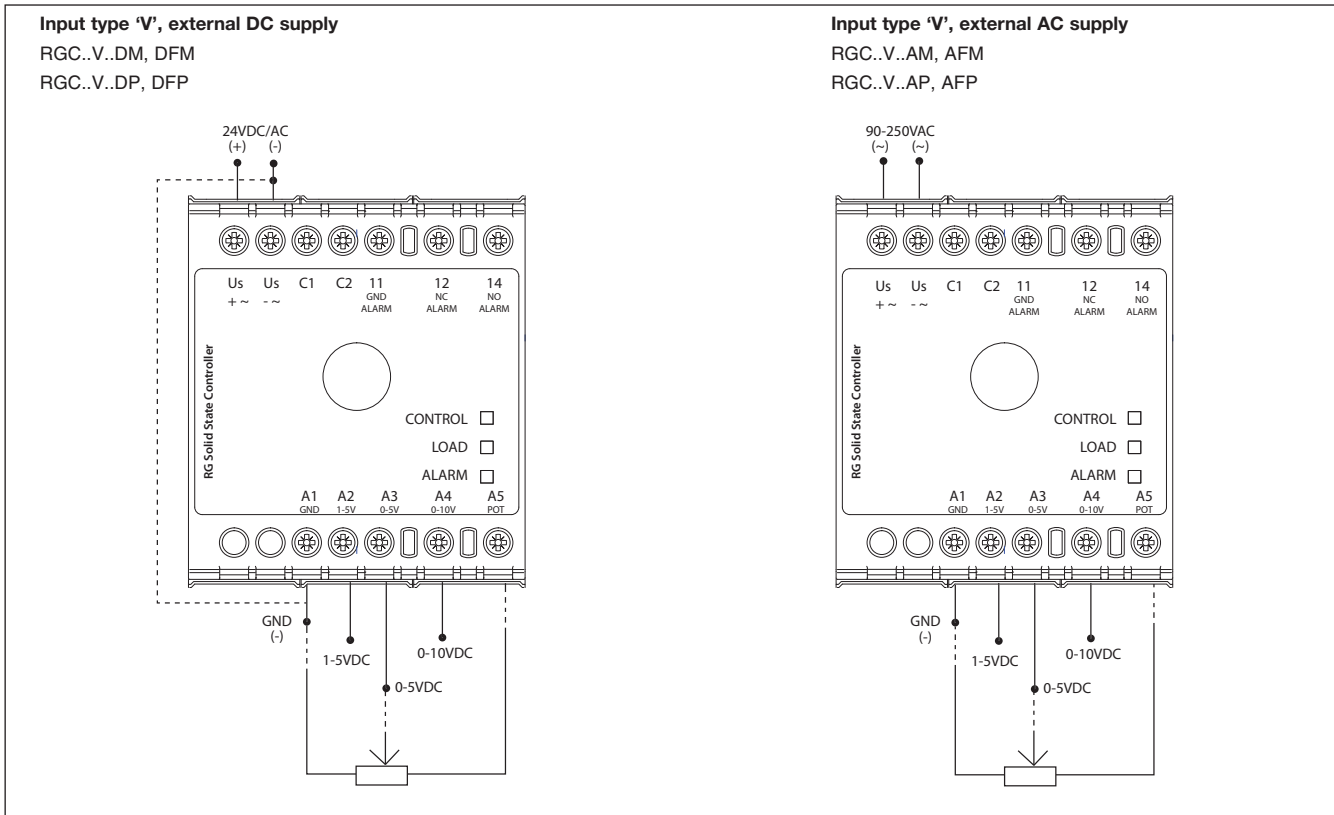 Input type ‘V’, external DC supply
RGC..V..DM, DFM
RGC..V..DP, DFP
24VDC/AC
(+) (-)
Us Us C1 C2 11 12 14
+ ~ - ~ GND NC NO
ALARM ALARM ALARM
RG Solid State Controller
CONTROL
LOAD
ALARM
A1 A2 A3 A4 A5
GND 1-5V 0-5V 0-10V POT
GND
(-)
1-5VDC
0-10VDC
0-5VDC
Input type ‘V’, external AC supply
RGC..V..AM, AFM
RGC..V..AP, AFP
90-250VAC
(~) (~)
Us Us C1 C2 11 12 14
+ ~ - ~ GND NC NO
ALARM ALARM ALARM
RG Solid State Controller
CONTROL
LOAD
ALARM
A1 A2 A3 A4 A5
GND 1-5V 0-5V 0-10V POT
GND
(-)
1-5VDC
0-10VDC
0-5VDC